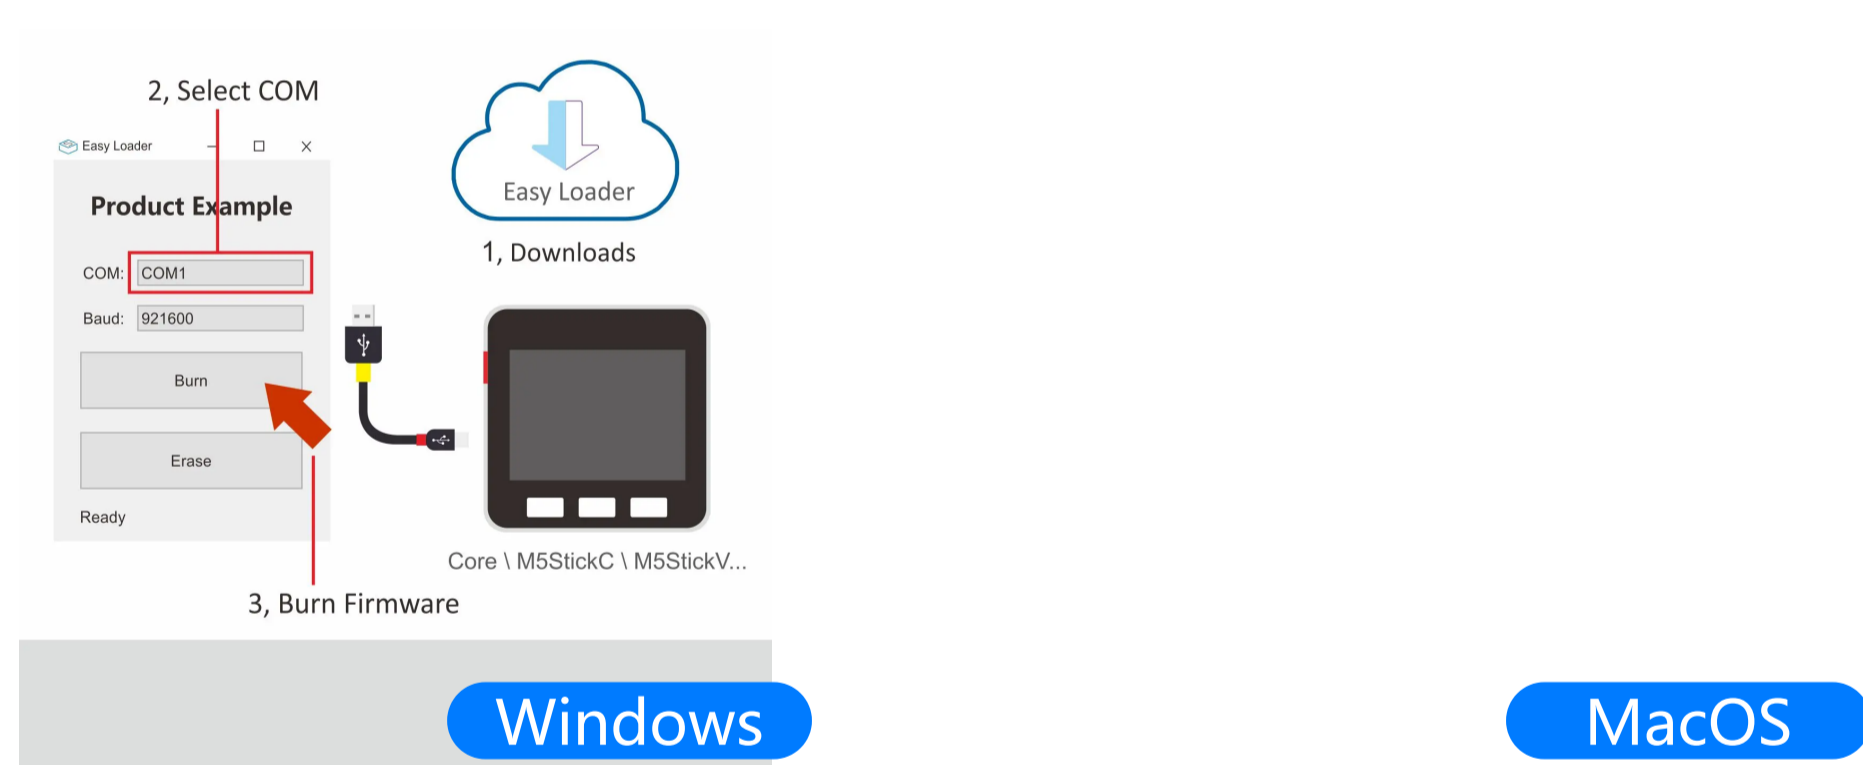 2, Select COM
Easy Loader
Product Example
COM: COM1
Baud: 921600
Burn
Erase
Ready
3, Burn Firmware
Easy Loader
1, Downloads
Core \ M5StickC \ M5StickV...
Windows
MacOS